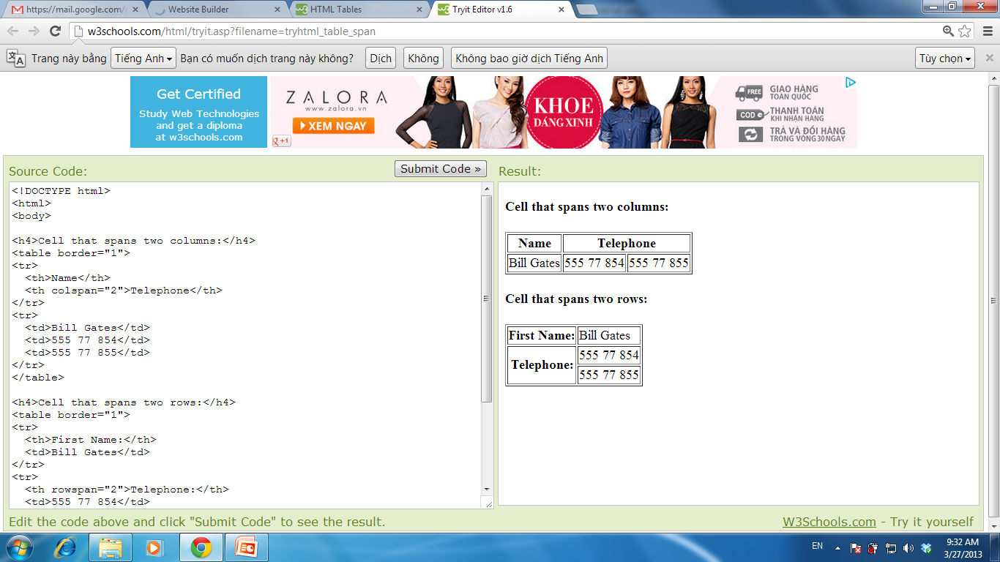 https://mail.google.com/
Website Builder
HTML Tables
Tryit Editor v1.6
w3schools.com/html/tryit.asp?filename=tryhtml_table_span
Trang này bằng Tiếng Anh Bạn có muốn dịch trang này không? Dịch Không Không bao giờ dịch Tiếng Anh Tùy chọn
Get Certified
Study Web Technologies
and get a diploma
at w3schools.com
ZALORA
www.zalora.vn
XEM NGAY
+1
KHOE
DÁNG XINH
FREE
GIAO HÀNG
TOÀN QUỐC
COD
THANH TOÁN
KHI NHẬN HÀNG
TRẢ VÀ ĐỔI HÀNG
TRONG VÒNG 30 NGÀY
Source Code:
Submit Code »
<!DOCTYPE html>
<html>
<body>
<h4>Cell that spans two columns:</h4>
<table border="1">
<tr>
<th>Name</th>
<th colspan="2">Telephone</th>
</tr>
<tr>
<td>Bill Gates</td>
<td>555 77 854</td>
<td>555 77 855</td>
</tr>
</table>
<h4>Cell that spans two rows:</h4>
<table border="1">
<tr>
<th>First Name:</th>
<td>Bill Gates</td>
</tr>
<tr>
<th rowspan="2">Telephone:</th>
<td>555 77 854</td>
Result:
Cell that spans two columns:
Name Telephone
Bill Gates 555 77 854 555 77 855
Cell that spans two rows:
First Name: Bill Gates
Telephone: 555 77 854
555 77 855
Edit the code above and click "Submit Code" to see the result.
W3Schools.com - Try it yourself
EN
9:32 AM
3/27/2013